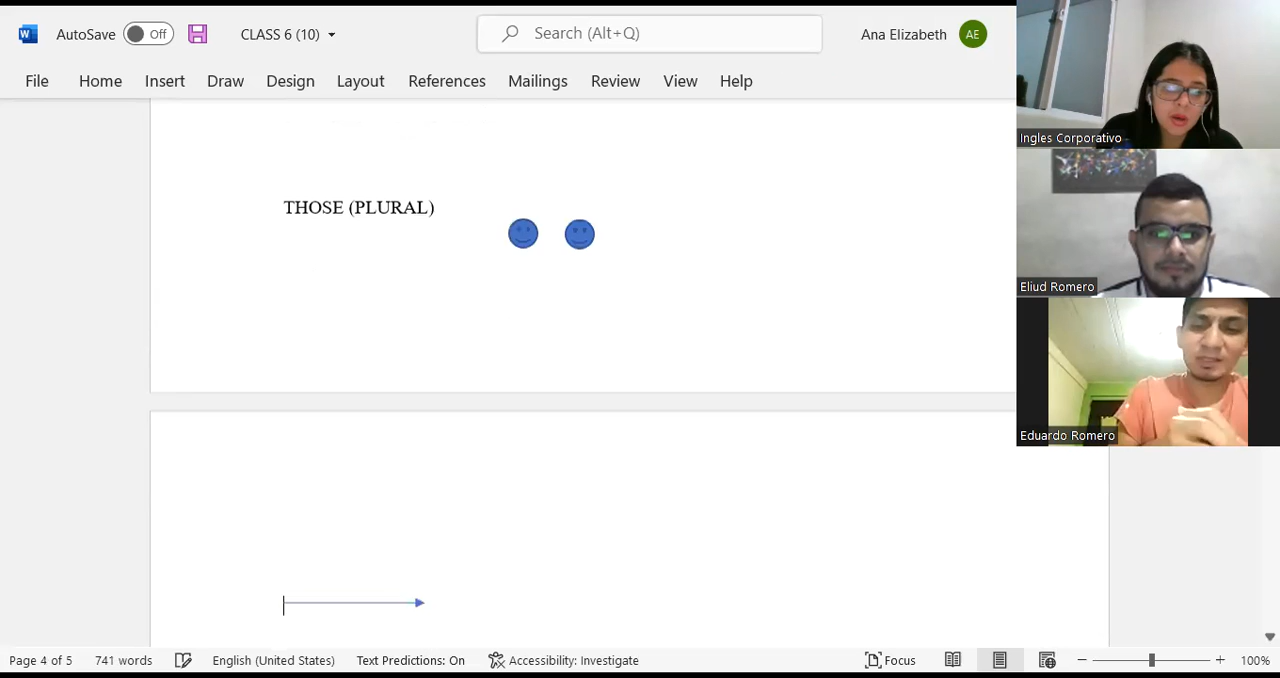 AutoSave Off CLASS 6 (10) Search (Alt+Q) Ana Elizabeth AE
File Home Insert Draw Design Layout References Mailings Review View Help
Ingles Corporativo
THOSE (PLURAL)
Eliud Romero
Eduardo Romero
Page 4 of 5 741 words English (United States) Text Predictions: On Accessibility: Investigate Focus 100%